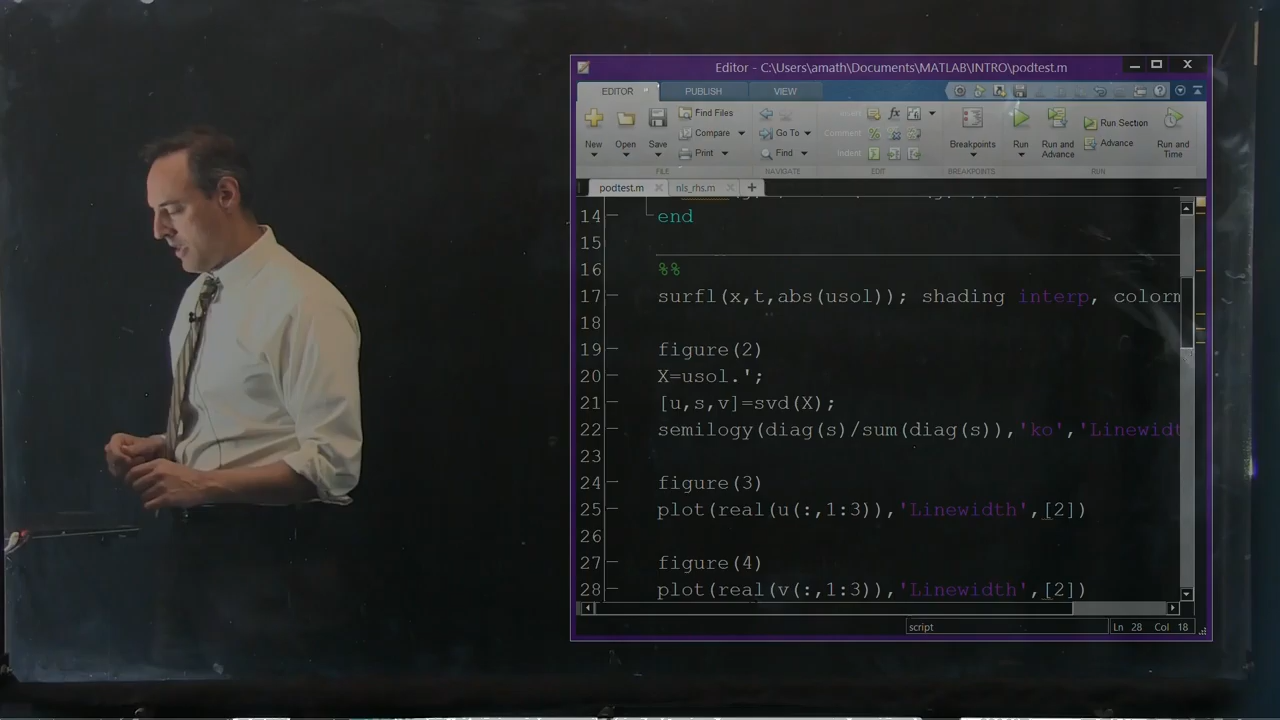 Editor - C:\Users\amath\Documents\MATLAB\INTRO\podtest.m
EDITOR PUBLISH VIEW
New Open Save Find Files Compare Print Go To Find Comment Indent Breakpoints Run Run and Advance Run Section Advance Run and Time
FILE NAVIGATE EDIT BREAKPOINTS RUN
podtest.m nls_rhs.m
14 end
15
16 %%
17 surfl(x,t,abs(usol)); shading interp, colorm
18
19 figure(2)
20 X=usol.';
21 [u,s,v]=svd(X);
22 semilogy(diag(s)/sum(diag(s)),'ko','Linewidt
23
24 figure(3)
25 plot(real(u(:,1:3)),'Linewidth',[2])
26
27 figure(4)
28 plot(real(v(:,1:3)),'Linewidth',[2])
script Ln 28 Col 18